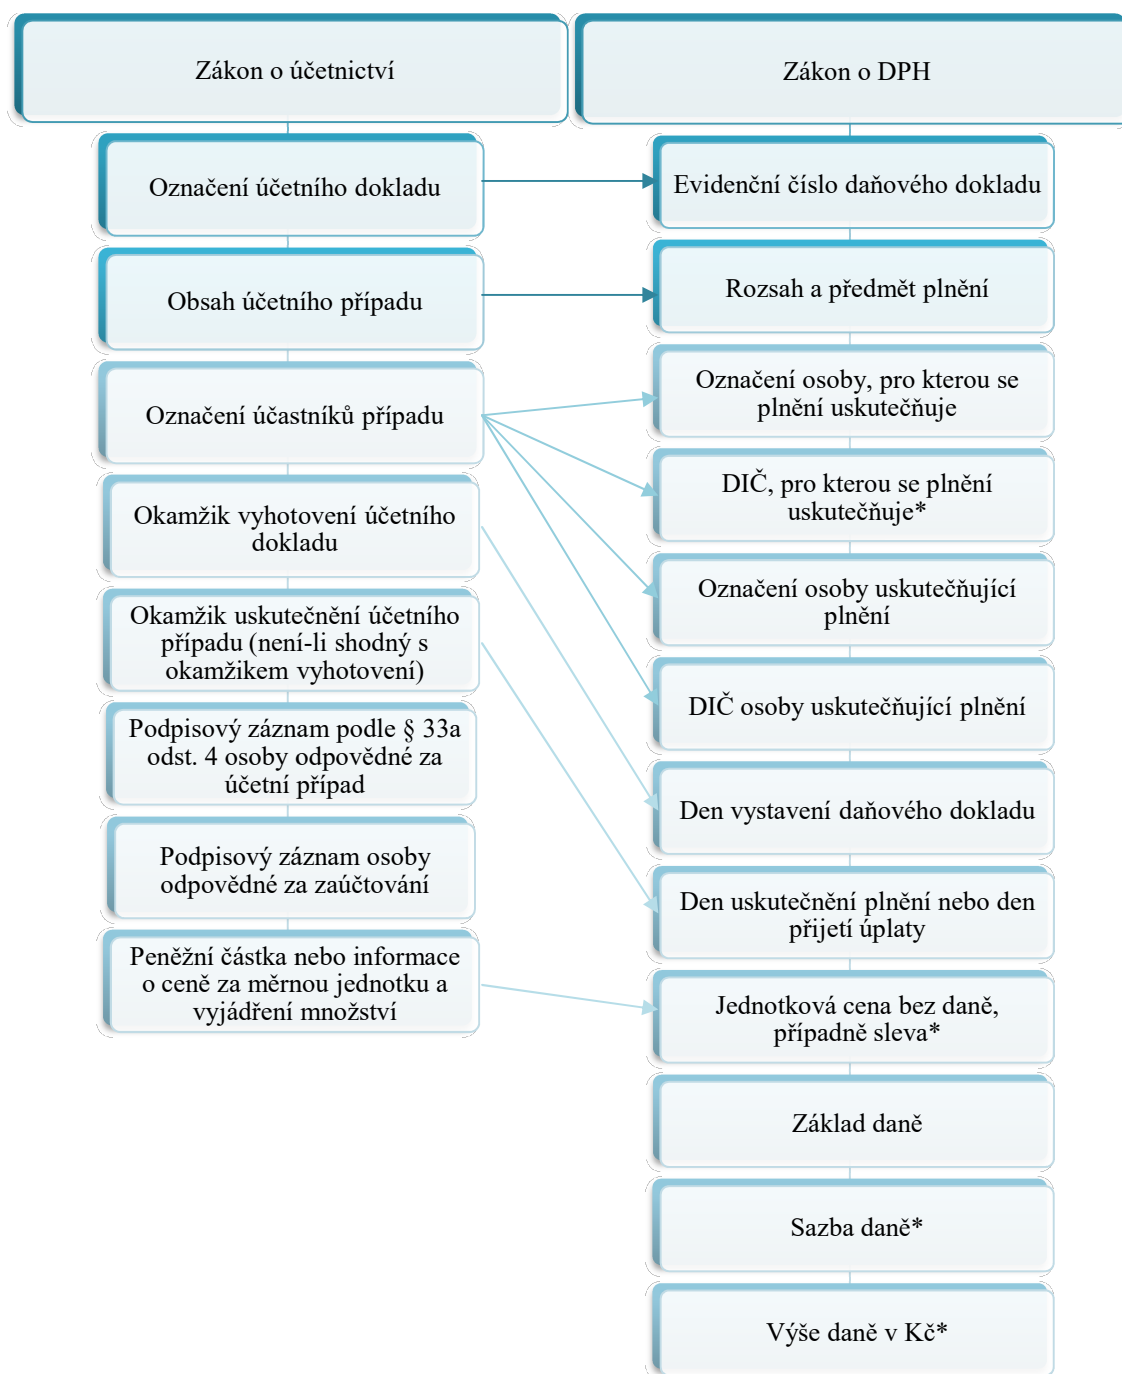 Zákon o účetnictví
Označení účetního dokladu
Obsah účetního případu
Označení účastníků případu
Okamžik vyhotovení účetního
dokladu
Okamžik uskutečnění účetního
případu (není-li shodný s
okamžikem vyhotovení)
Podpisový záznam podle § 33a
odst. 4 osoby odpovědné za
účetní případ
Podpisový záznam osoby
odpovědné za zaúčtování
Peněžní částka nebo informace
o ceně za měrnou jednotku a
vyjádření množství
Zákon o DPH
Evidenční číslo daňového dokladu
Rozsah a předmět plnění
Označení osoby, pro kterou se
plnění uskutečňuje
DIČ, pro kterou se plnění
uskutečňuje*
Označení osoby uskutečňující
plnění
DIČ osoby uskutečňující plnění
Den vystavení daňového dokladu
Den uskutečnění plnění nebo den
přijetí úplaty
Jednotková cena bez daně,
případně sleva*
Základ daně
Sazba daně*
Výše daně v Kč*